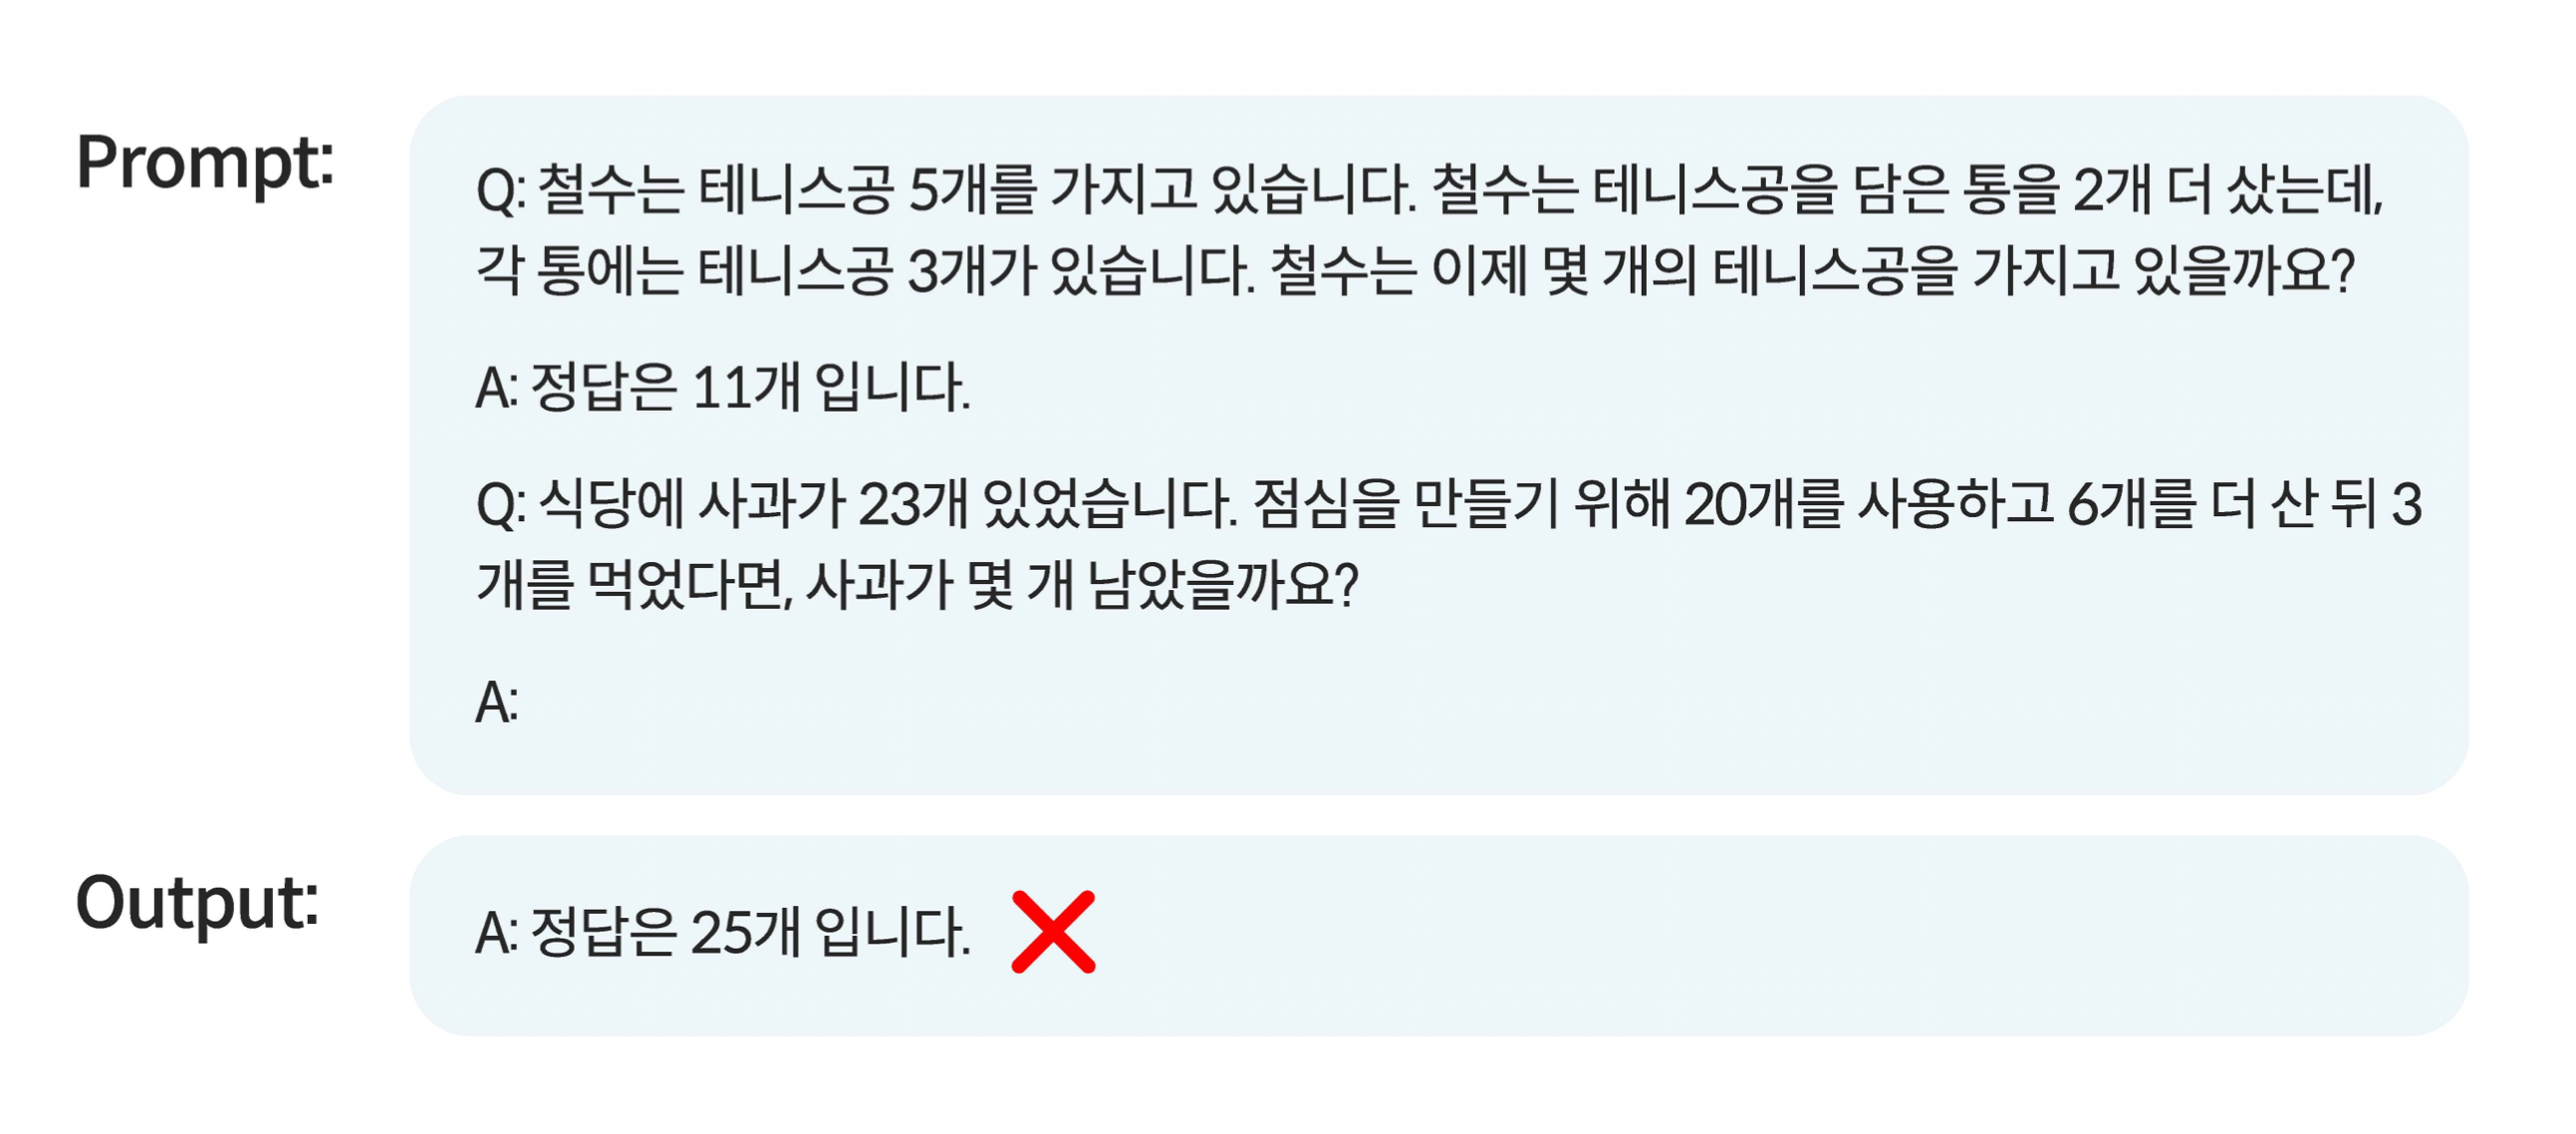 Prompt:
Q: 철수는 테니스공 5개를 가지고 있습니다. 철수는 테니스공을 담은 통을 2개 더 샀는데,
각 통에는 테니스공 3개가 있습니다. 철수는 이제 몇 개의 테니스공을 가지고 있을까요?
A: 정답은 11개 입니다.
Q: 식당에 사과가 23개 있었습니다. 점심을 만들기 위해 20개를 사용하고 6개를 더 산 뒤 3
개를 먹었다면, 사과가 몇 개 남았을까요?
A:
Output:
A: 정답은 25개 입니다.